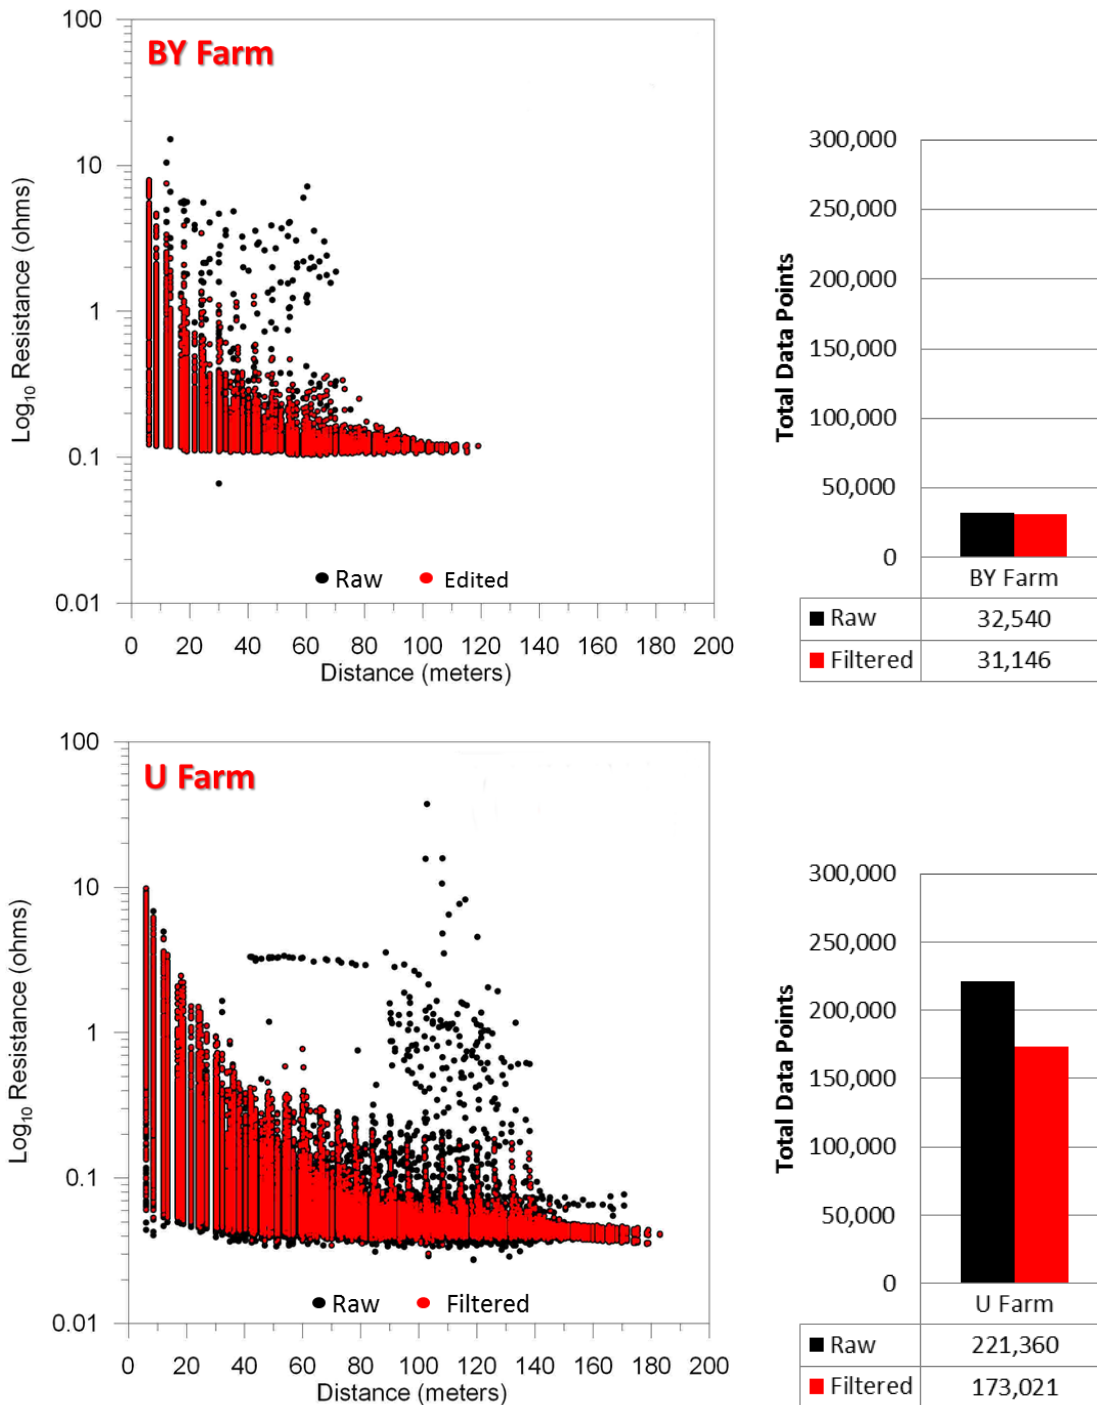 BY Farm
100
10
1
0.1
0.01
Log10 Resistance (ohms)
Raw Edited
0 20 40 60 80 100 120 140 160 180 200
Distance (meters)
300,000
250,000
200,000
150,000
100,000
50,000
0
Total Data Points
BY Farm
Raw 32,540
Filtered 31,146
U Farm
100
10
1
0.1
0.01
Log10 Resistance (ohms)
Raw Filtered
0 20 40 60 80 100 120 140 160 180 200
Distance (meters)
300,000
250,000
200,000
150,000
100,000
50,000
0
Total Data Points
U Farm
Raw 221,360
Filtered 173,021